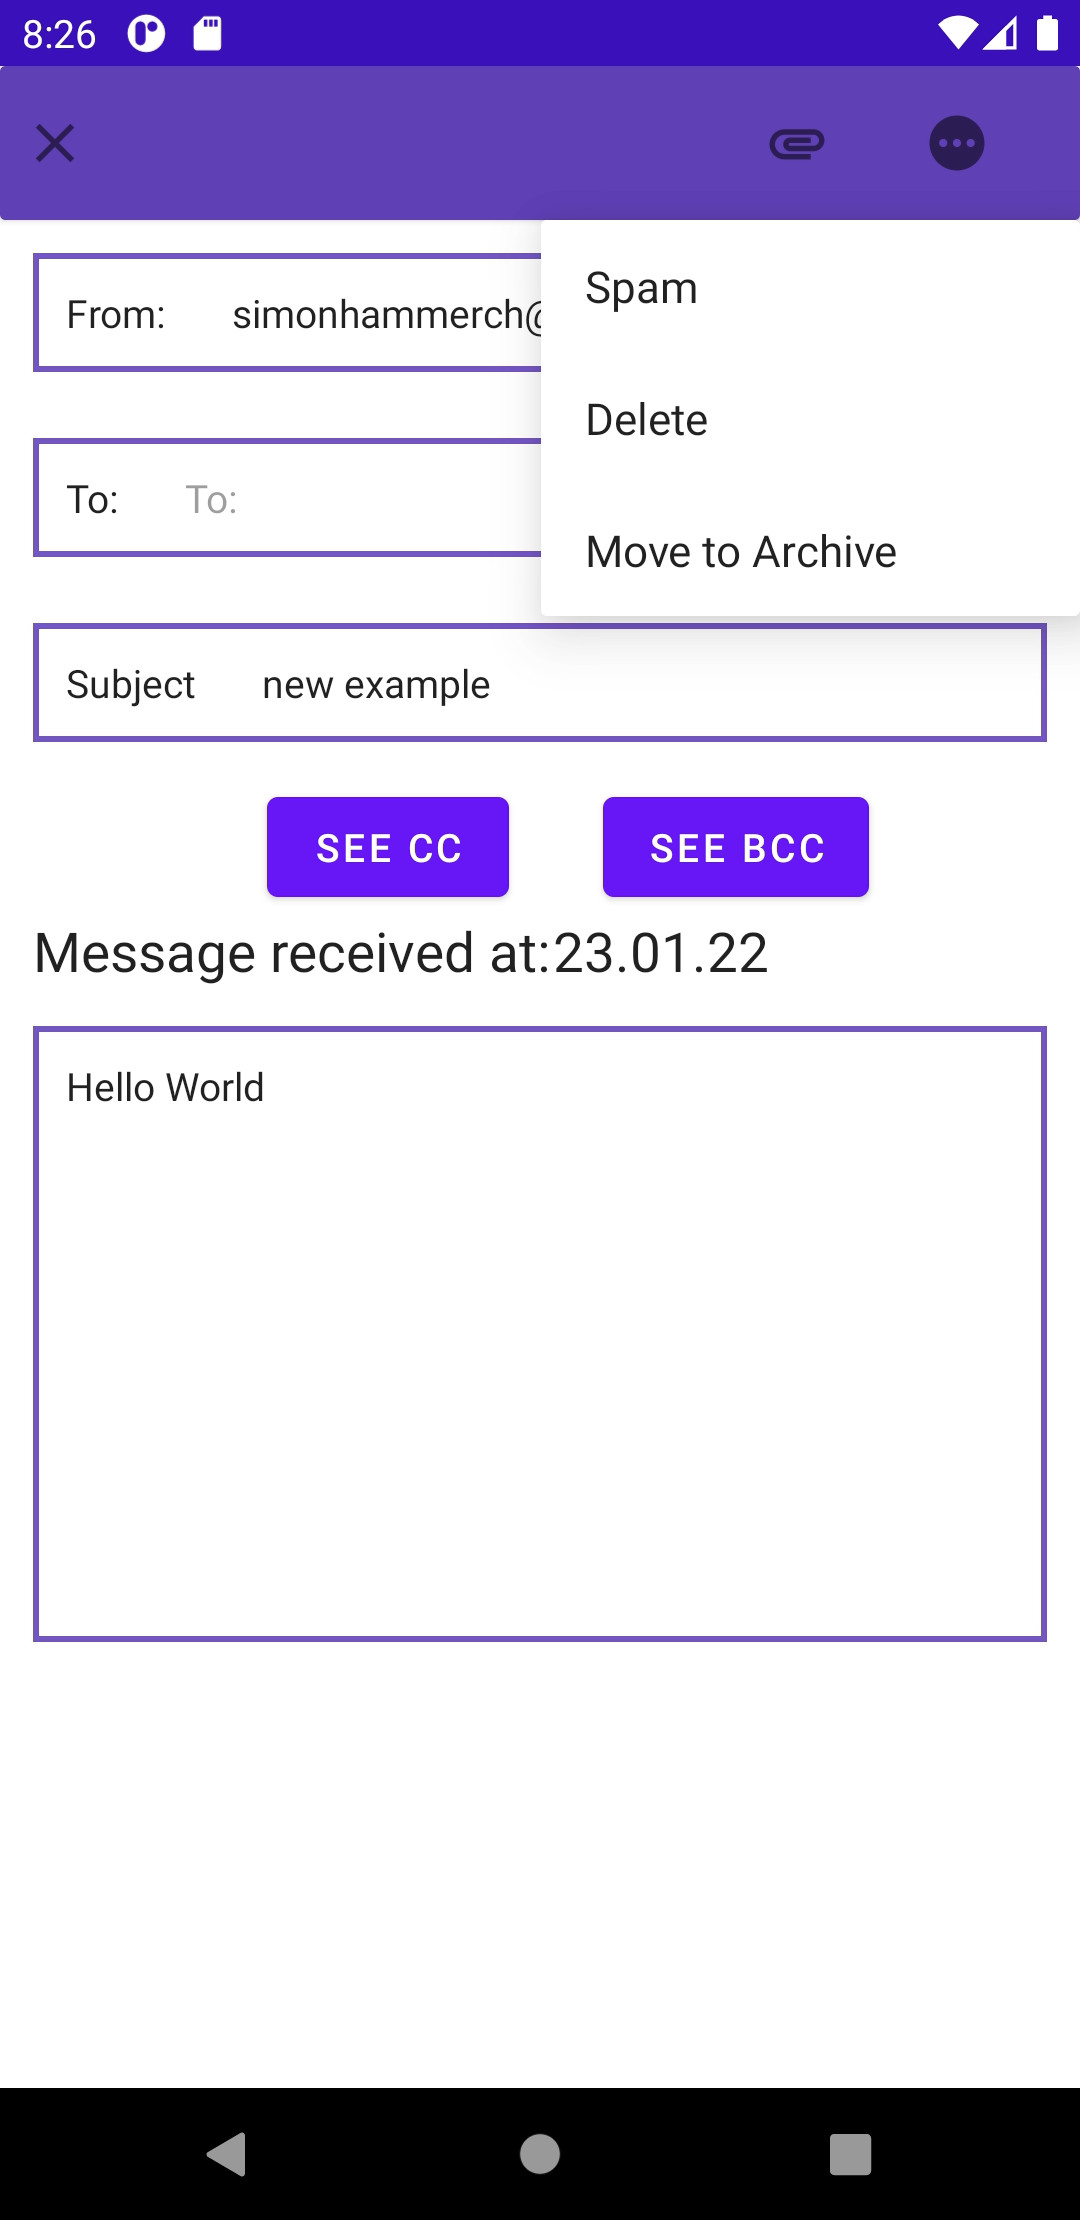 8:26
Spam
From: simonhammerch@
Delete
To: To:
Move to Archive
Subject new example
SEE CC SEE BCC
Message received at:23.01.22
Hello World